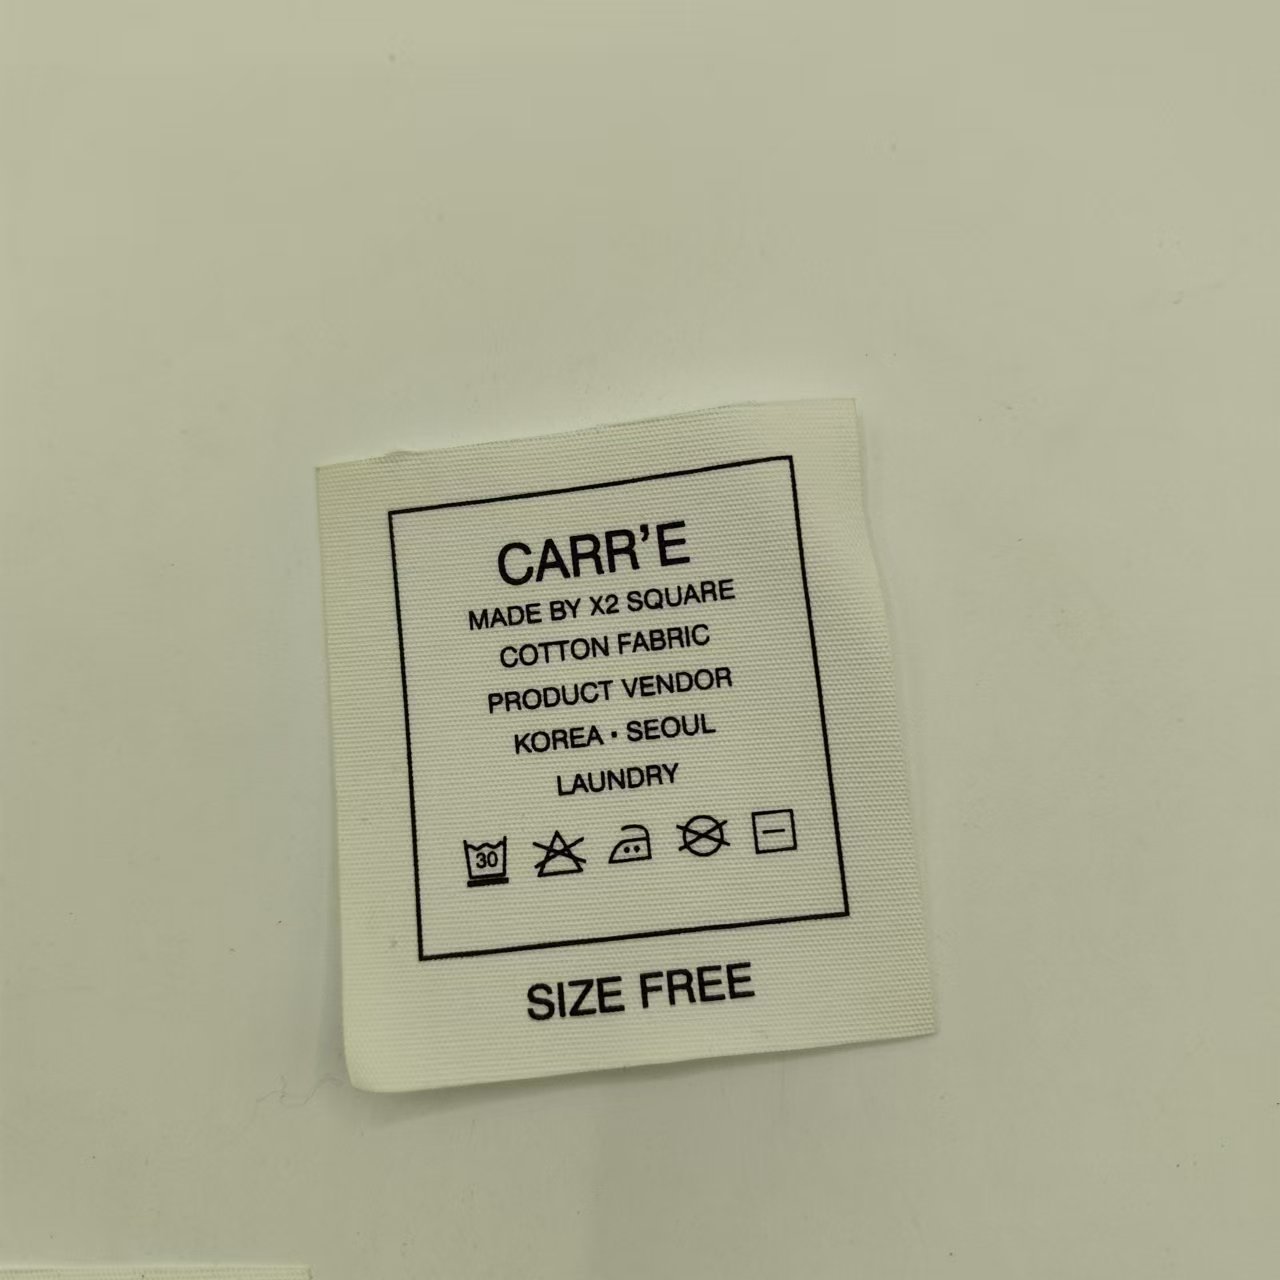 CARR'E
MADE BY X2 SQUARE
COTTON FABRIC
PRODUCT VENDOR
KOREA · SEOUL
LAUNDRY
30
SIZE FREE